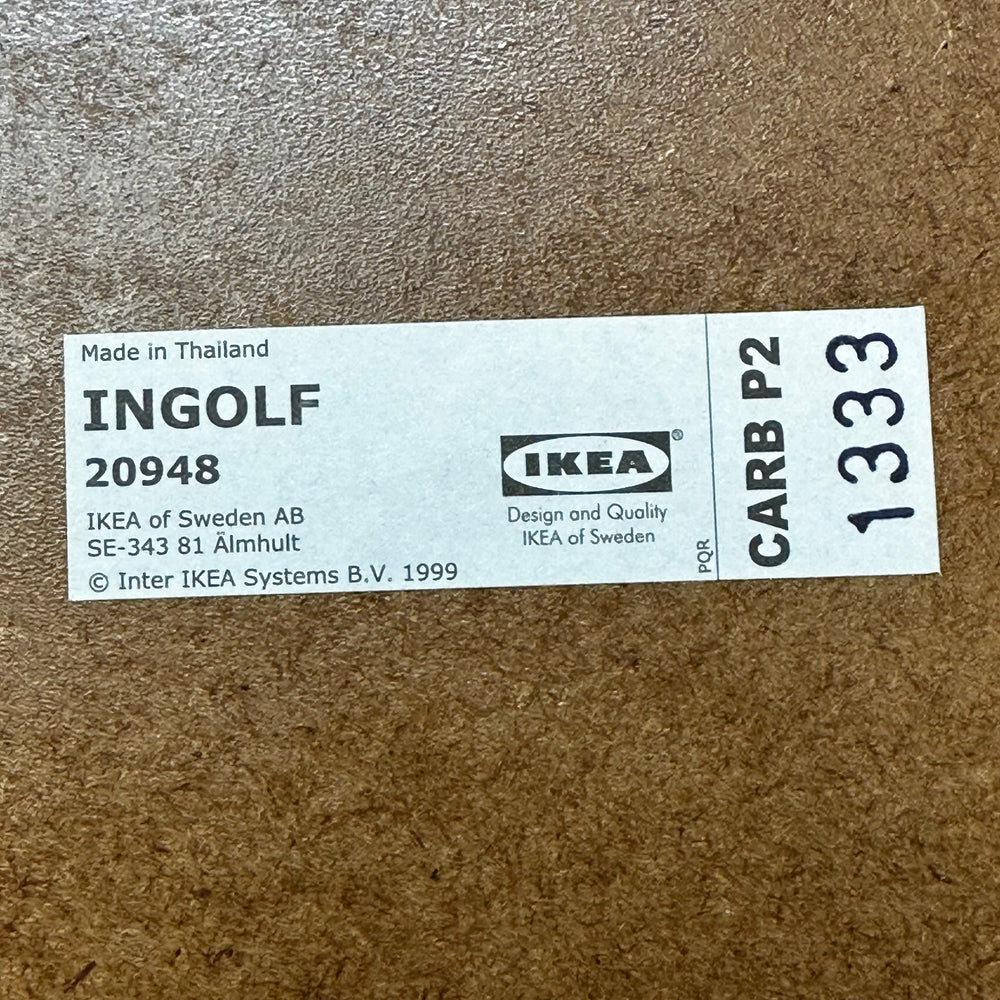 Made in Thailand
INGOLF
20948
IKEA of Sweden AB
SE-343 81 Älmhult
© Inter IKEA Systems B.V. 1999
IKEA®
Design and Quality
IKEA of Sweden
PQR
CARB P2
1333